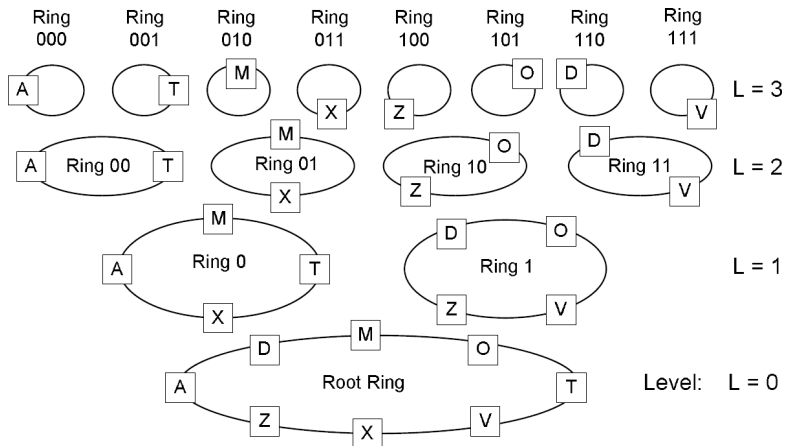 Ring 000
Ring 001
Ring 010
Ring 011
Ring 100
Ring 101
Ring 110
Ring 111
A
T
M
X
Z
O
D
V
L = 3
A
Ring 00
T
M
Ring 01
X
O
Ring 10
Z
D
Ring 11
V
L = 2
M
A
Ring 0
T
X
D
O
Ring 1
Z
V
L = 1
A
D
M
O
T
Root Ring
Z
X
V
Level: L = 0